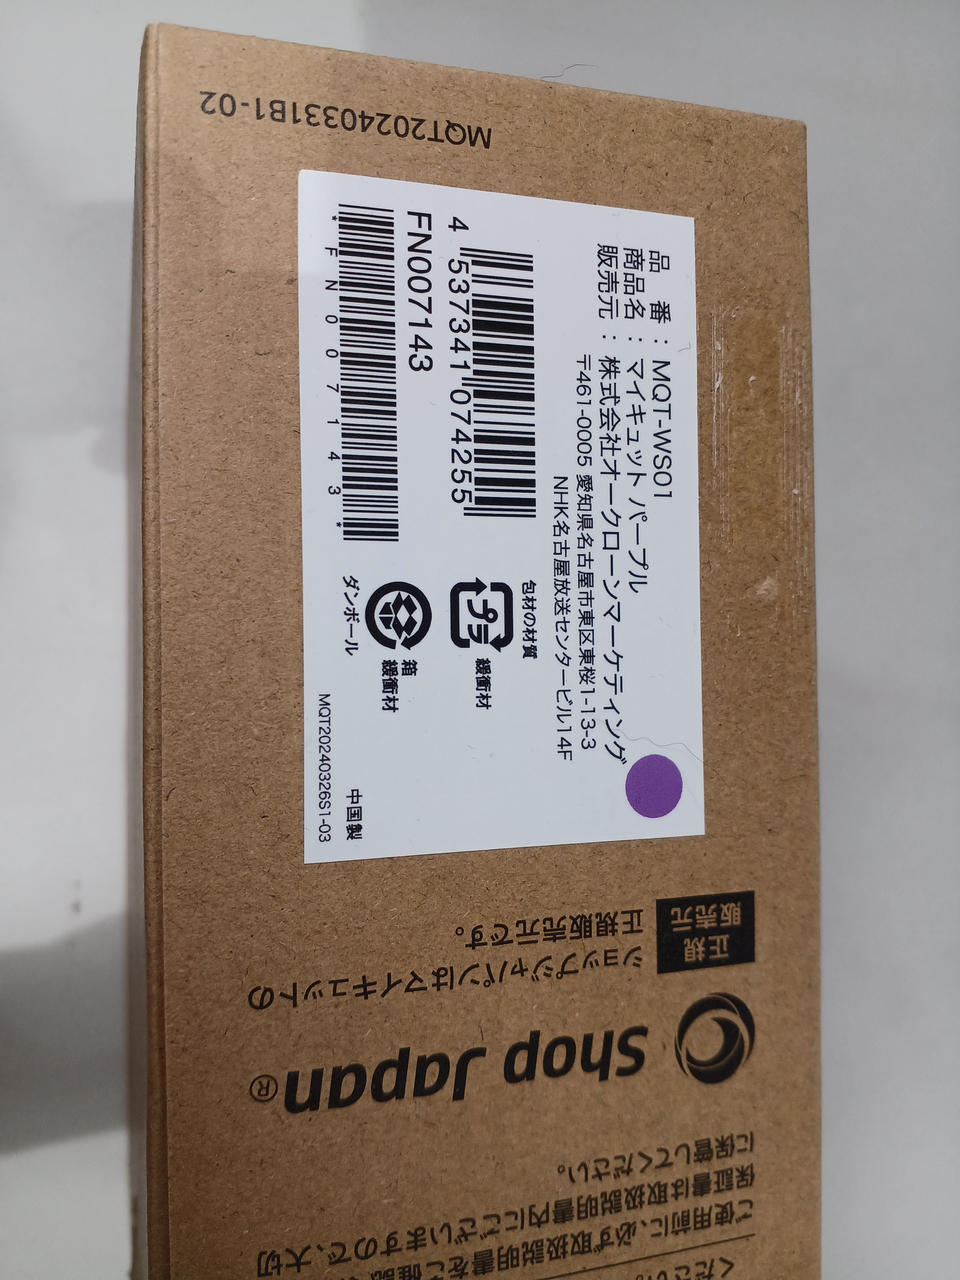 MQT20240331B1-02
品　番：MQT-WS01
商品名：マイキュット パープル
販売元：株式会社オークローンマーケティング
〒461-0005 愛知県名古屋市東区東桜1-13-3
NHK名古屋放送センタービル14F
4 537341 074255
FN007143
*FN007143*
包材の材質
プラ
緩衝材
箱
緩衝材
ダンボール
中国製
MQT20240326S1-03
正規
販売元
ショップジャパンはマイキュットの
正規販売元です。
Shop Japan®
に保管してください。
保証書は取扱説明書内にございますので、大切
ご使用前に、必ず取扱説明書をご確認
ください。